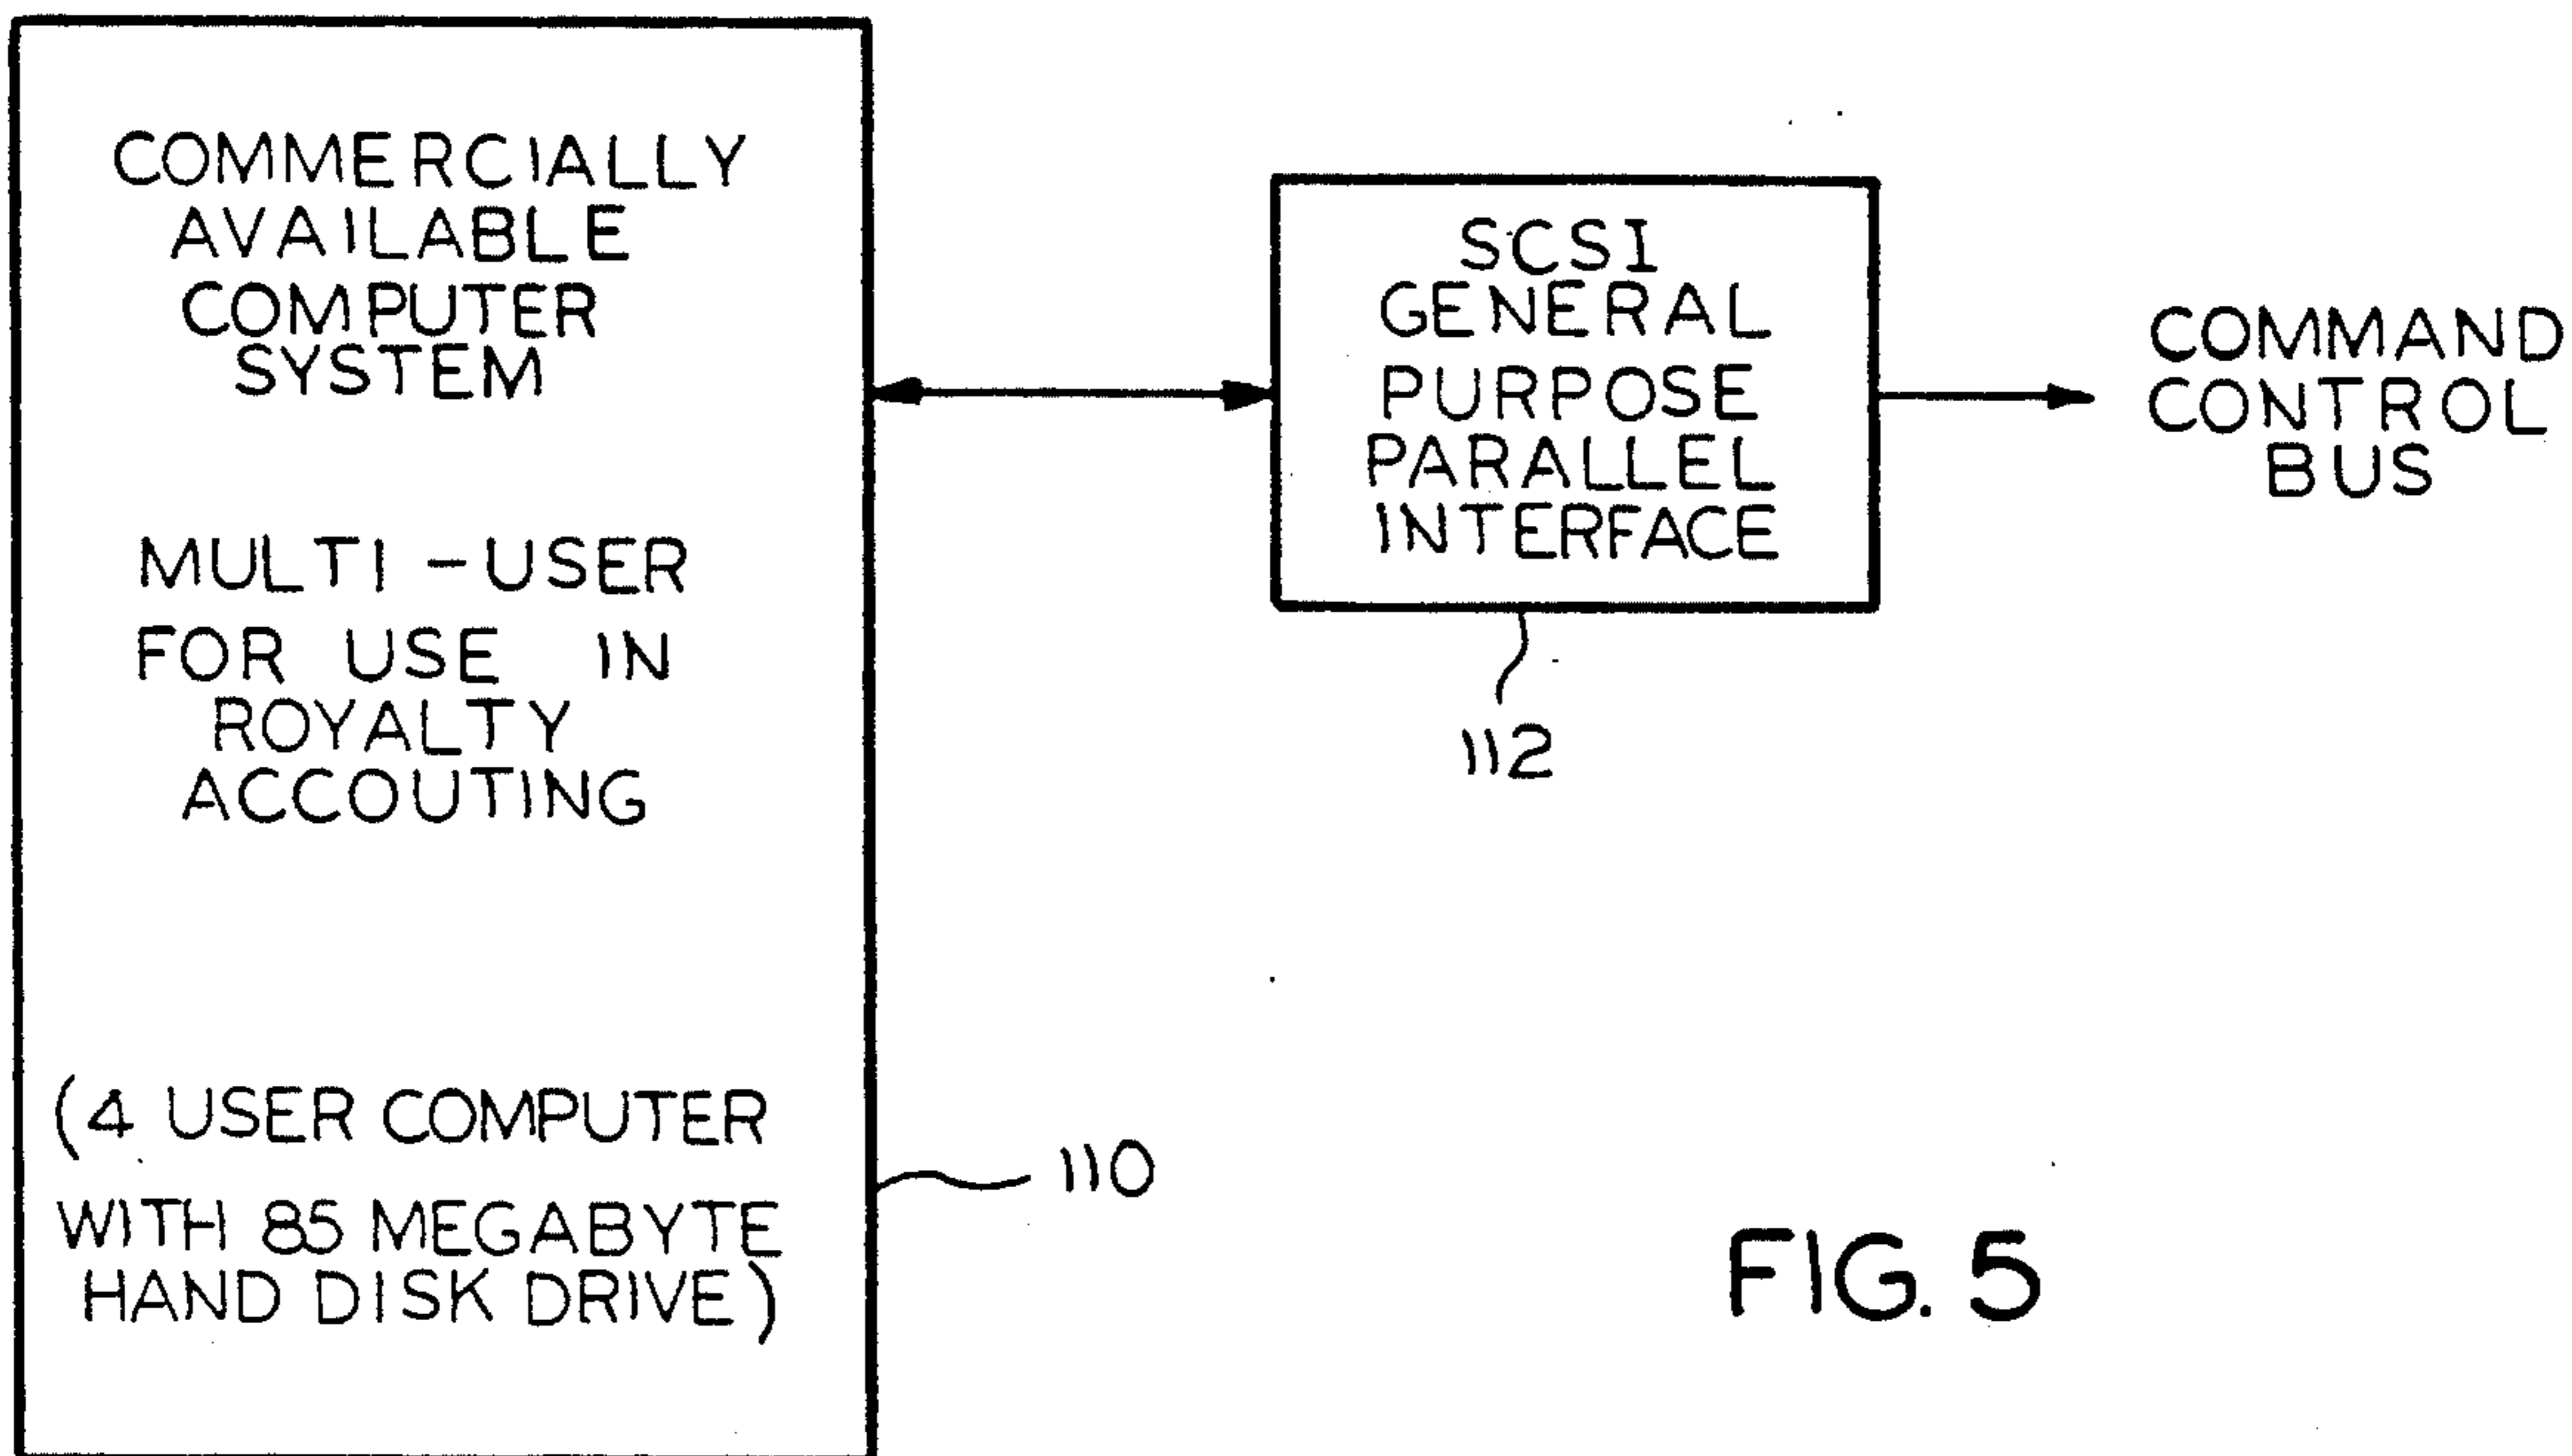 COMMERCIALLY
AVAILABLE
COMPUTER
SYSTEM
MULTI-USER
FOR USE IN
ROYALTY
ACCOUTING
(4 USER COMPUTER
WITH 85 MEGABYTE
HAND DISK DRIVE)
110
SCSI
GENERAL
PURPOSE
PARALLEL
INTERFACE
112
COMMAND
CONTROL
BUS
FIG. 5